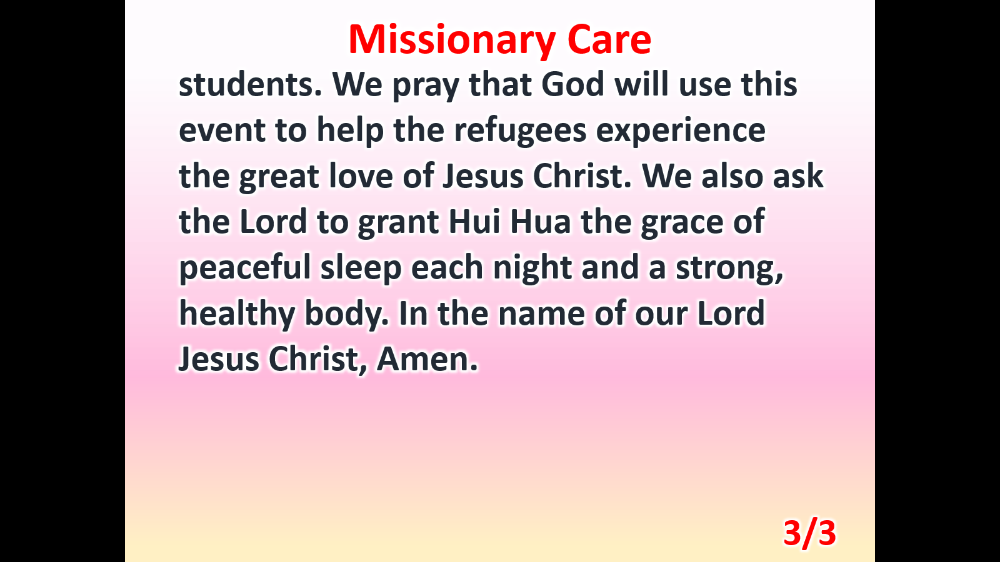 Missionary Care
students. We pray that God will use this
event to help the refugees experience
the great love of Jesus Christ. We also ask
the Lord to grant Hui Hua the grace of
peaceful sleep each night and a strong,
healthy body. In the name of our Lord
Jesus Christ, Amen.
3/3